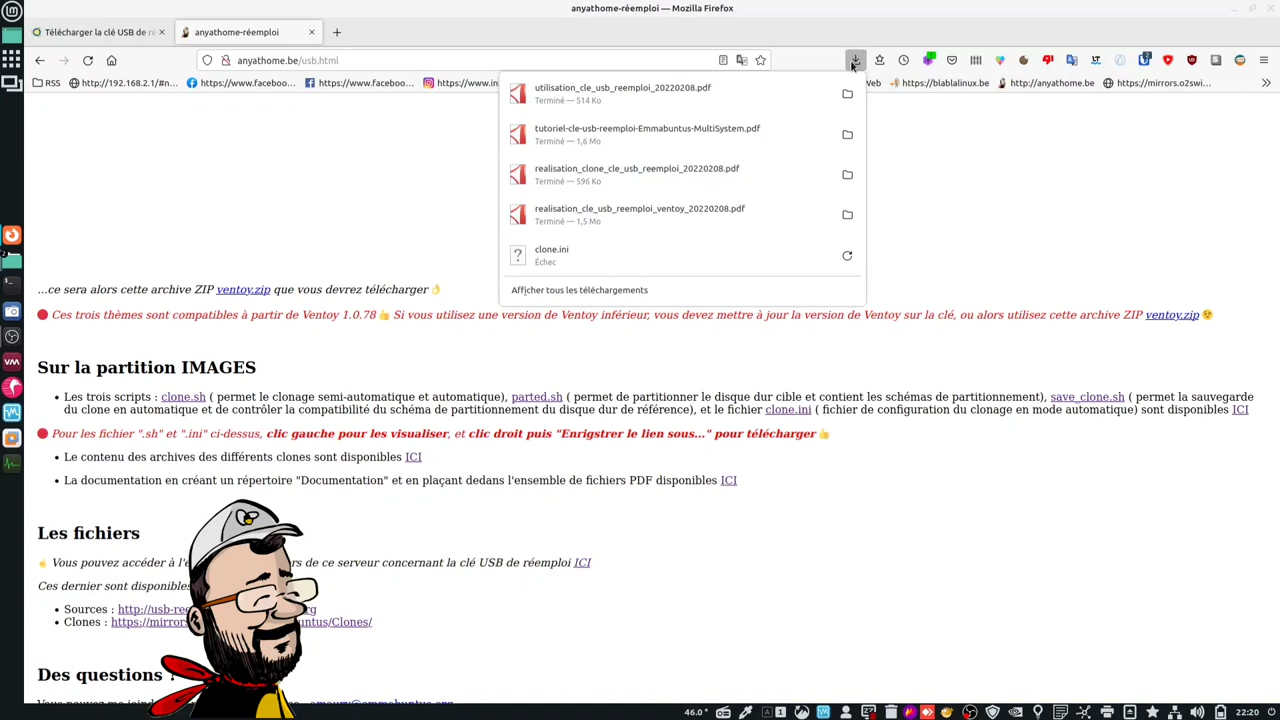 anyathome-réemploi — Mozilla Firefox
Télécharger la clé USB de ré
anyathome-réemploi
anyathome.be/usb.html
RSS
http://192.168.2.1/#n...
https://www.faceboo...
https://www.faceboo...
https://www.in
Web
https://blablalinux.be
http://anyathome.be
https://mirrors.o2swi...
utilisation_cle_usb_reemploi_20220208.pdf
Terminé — 514 Ko
tutoriel-cle-usb-reemploi-Emmabuntus-MultiSystem.pdf
Terminé — 1,6 Mo
realisation_clone_cle_usb_reemploi_20220208.pdf
Terminé — 596 Ko
realisation_cle_usb_reemploi_ventoy_20220208.pdf
Terminé — 1,5 Mo
clone.ini
Échec
Afficher tous les téléchargements
...ce sera alors cette archive ZIP ventoy.zip que vous devrez télécharger 👌
🔴 Ces trois thèmes sont compatibles à partir de Ventoy 1.0.78 👍 Si vous utilisez une version de Ventoy inférieur, vous devez mettre à jour la version de Ventoy sur la clé, ou alors utilisez cette archive ZIP ventoy.zip 😉
Sur la partition IMAGES
• Les trois scripts : clone.sh ( permet le clonage semi-automatique et automatique), parted.sh ( permet de partitionner le disque dur cible et contient les schémas de partitionnement), save_clone.sh ( permet la sauvegarde
du clone en automatique et de contrôler la compatibilité du schéma de partitionnement du disque dur de référence), et le fichier clone.ini ( fichier de configuration du clonage en mode automatique) sont disponibles ICI
🔴 Pour les fichier ".sh" et ".ini" ci-dessus, clic gauche pour les visualiser, et clic droit puis "Enrigstrer le lien sous..." pour télécharger 👍
• Le contenu des archives des différents clones sont disponibles ICI
• La documentation en créant un répertoire "Documentation" et en plaçant dedans l'ensemble de fichiers PDF disponibles ICI
Les fichiers
Vous pouvez accéder à l'e rs de ce serveur concernant la clé USB de réemploi ICI
Ces dernier sont disponibles
• Sources : http://usb-re rg
• Clones : https://mirrors untus/Clones/
Des questions ?
46.0°
22:20